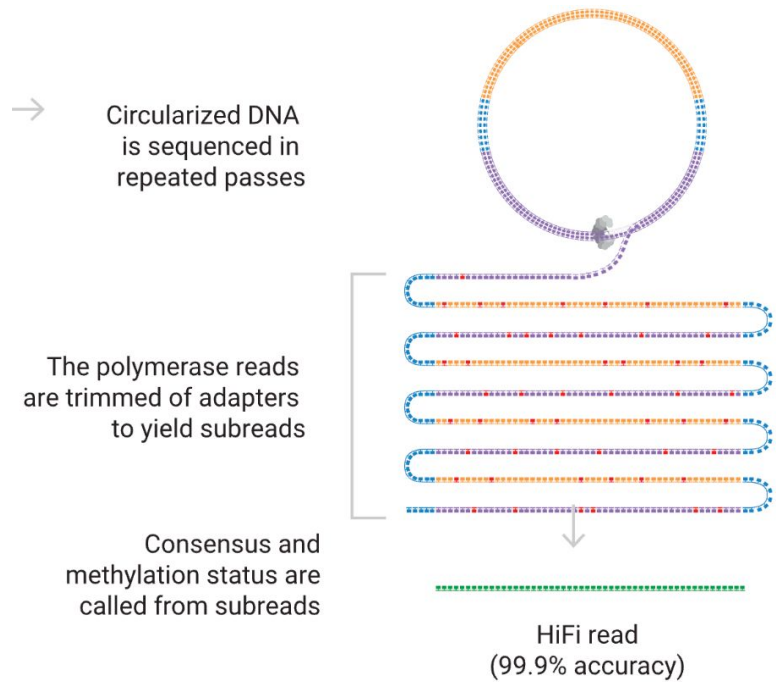 Circularized DNA
is sequenced in
repeated passes
The polymerase reads
are trimmed of adapters
to yield subreads
Consensus and
methylation status are
called from subreads
HiFi read
(99.9% accuracy)